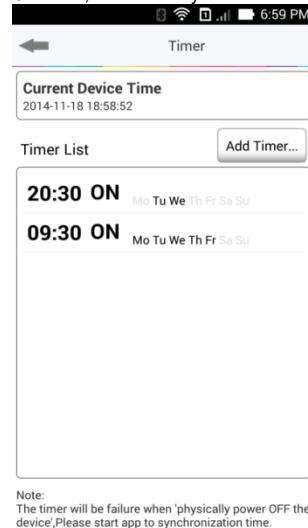 6:59 PM
Timer
Current Device Time
2014-11-18 18:58:52
Timer List
Add Timer...
20:30 ON Mo Tu We Th Fr Sa Su
09:30 ON Mo Tu We Th Fr Sa Su
Note:
The timer will be failure when 'physically power OFF the
device',Please start app to synchronization time.